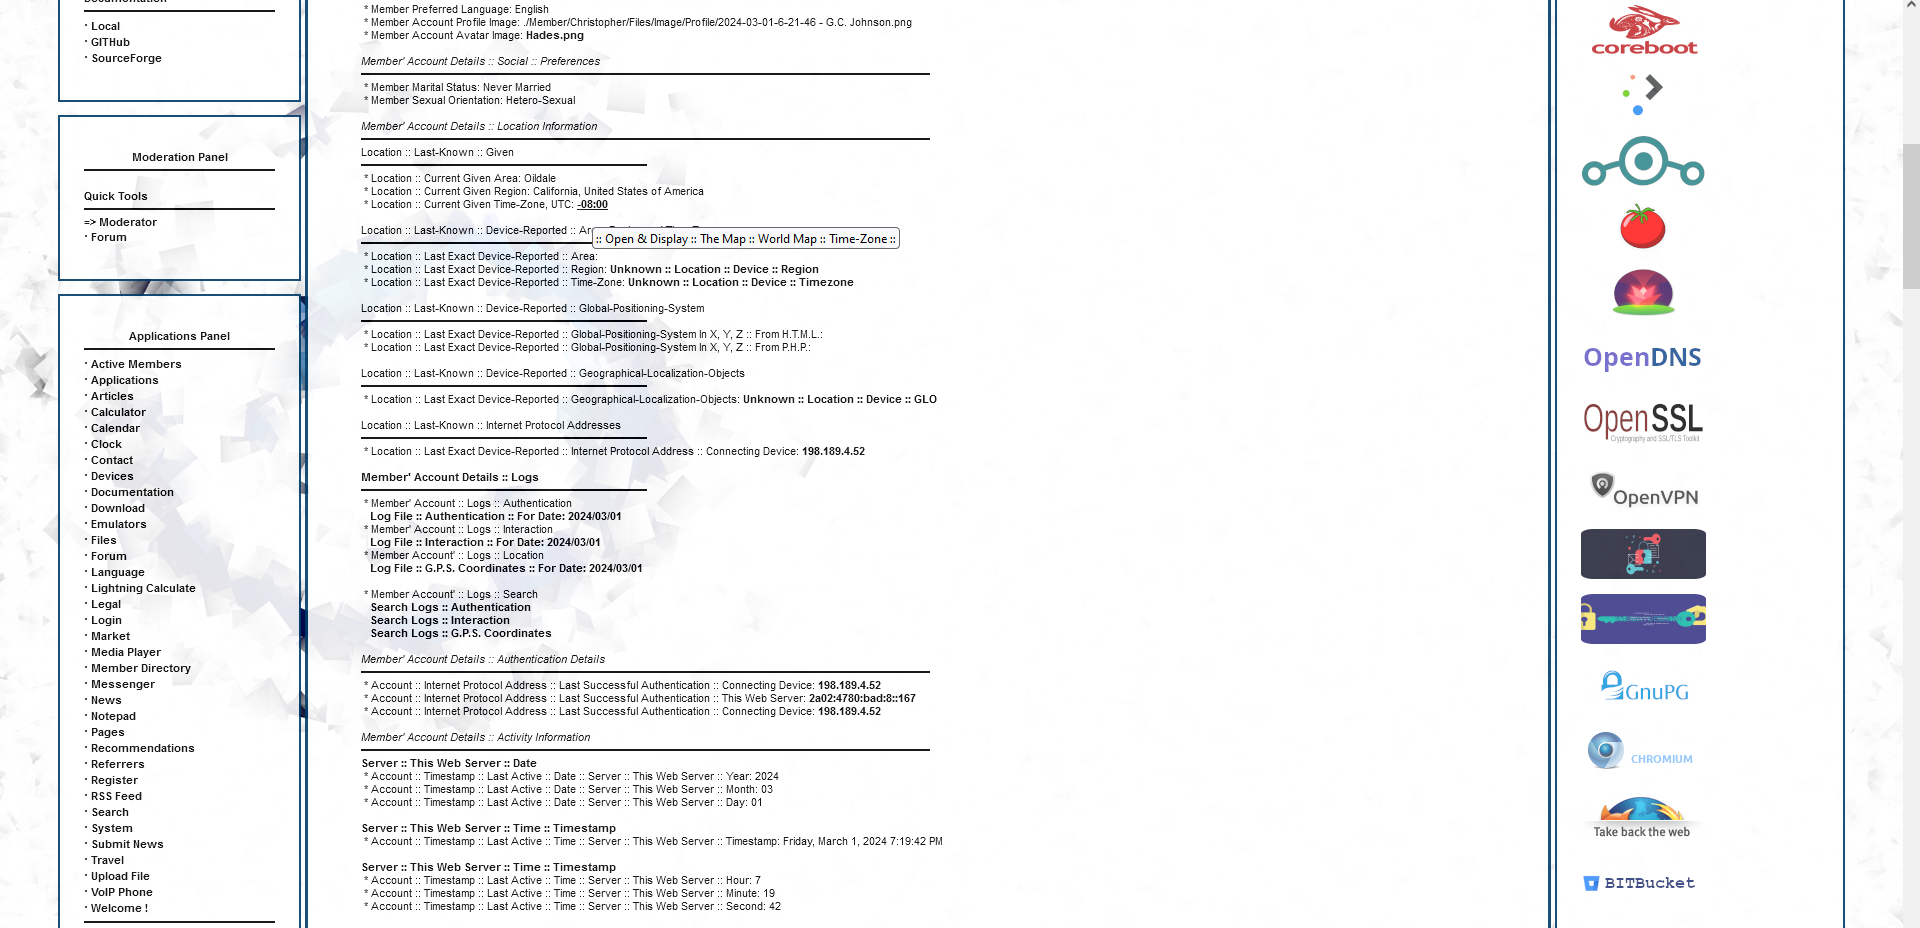 Documentation
· Local
· GITHub
· SourceForge
Moderation Panel
Quick Tools
=> Moderator
· Forum
Applications Panel
· Active Members
· Applications
· Articles
· Calculator
· Calendar
· Clock
· Contact
· Devices
· Documentation
· Download
· Emulators
· Files
· Forum
· Language
· Lightning Calculate
· Legal
· Login
· Market
· Media Player
· Member Directory
· Messenger
· News
· Notepad
· Pages
· Recommendations
· Referrers
· Register
· RSS Feed
· Search
· System
· Submit News
· Travel
· Upload File
· VoIP Phone
· Welcome !
* Member Preferred Language: English
* Member Account Profile Image: ./Member/Christopher/Files/Image/Profile/2024-03-01-6-21-46 - G.C. Johnson.png
* Member Account Avatar Image: Hades.png
Member' Account Details :: Social :: Preferences
* Member Marital Status: Never Married
* Member Sexual Orientation: Hetero-Sexual
Member' Account Details :: Location Information
Location :: Last-Known :: Given
* Location :: Current Given Area: Oildale
* Location :: Current Given Region: California, United States of America
* Location :: Current Given Time-Zone, UTC: -08:00
Location :: Last-Known :: Device-Reported ::
:: Open & Display :: The Map :: World Map :: Time-Zone ::
* Location :: Last Exact Device-Reported :: Area:
* Location :: Last Exact Device-Reported :: Region: Unknown :: Location :: Device :: Region
* Location :: Last Exact Device-Reported :: Time-Zone: Unknown :: Location :: Device :: Timezone
Location :: Last-Known :: Device-Reported :: Global-Positioning-System
* Location :: Last Exact Device-Reported :: Global-Positioning-System In X, Y, Z :: From H.T.M.L.:
* Location :: Last Exact Device-Reported :: Global-Positioning-System In X, Y, Z :: From P.H.P.:
Location :: Last-Known :: Device-Reported :: Geographical-Localization-Objects
* Location :: Last Exact Device-Reported :: Geographical-Localization-Objects: Unknown :: Location :: Device :: GLO
Location :: Last-Known :: Internet Protocol Addresses
* Location :: Last Exact Device-Reported :: Internet Protocol Address :: Connecting Device: 198.189.4.52
Member' Account Details :: Logs
* Member' Account :: Logs :: Authentication
Log File :: Authentication :: For Date: 2024/03/01
* Member' Account :: Logs :: Interaction
Log File :: Interaction :: For Date: 2024/03/01
* Member Account' :: Logs :: Location
Log File :: G.P.S. Coordinates :: For Date: 2024/03/01
* Member Account' :: Logs :: Search
Search Logs :: Authentication
Search Logs :: Interaction
Search Logs :: G.P.S. Coordinates
Member' Account Details :: Authentication Details
* Account :: Internet Protocol Address :: Last Successful Authentication :: Connecting Device: 198.189.4.52
* Account :: Internet Protocol Address :: Last Successful Authentication :: This Web Server: 2a02:4780:bad:8::167
* Account :: Internet Protocol Address :: Last Successful Authentication :: Connecting Device: 198.189.4.52
Member' Account Details :: Activity Information
Server :: This Web Server :: Date
* Account :: Timestamp :: Last Active :: Date :: Server :: This Web Server :: Year: 2024
* Account :: Timestamp :: Last Active :: Date :: Server :: This Web Server :: Month: 03
* Account :: Timestamp :: Last Active :: Date :: Server :: This Web Server :: Day: 01
Server :: This Web Server :: Time :: Timestamp
* Account :: Timestamp :: Last Active :: Time :: Server :: This Web Server :: Timestamp: Friday, March 1, 2024 7:19:42 PM
Server :: This Web Server :: Time :: Timestamp
* Account :: Timestamp :: Last Active :: Time :: Server :: This Web Server :: Hour: 7
* Account :: Timestamp :: Last Active :: Time :: Server :: This Web Server :: Minute: 19
* Account :: Timestamp :: Last Active :: Time :: Server :: This Web Server :: Second: 42
coreboot
OpenDNS
OpenSSL
Cryptography and SSL/TLS Toolkit
OpenVPN
GnuPG
CHROMIUM
Take back the web
BITBucket